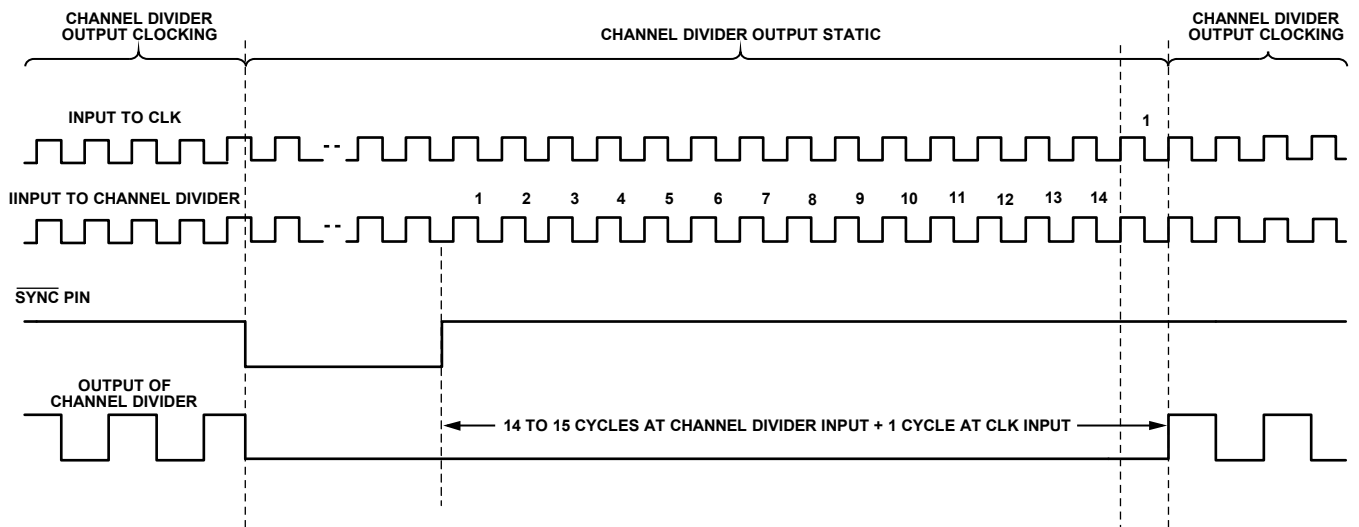 CHANNEL DIVIDER
OUTPUT CLOCKING
CHANNEL DIVIDER OUTPUT STATIC
CHANNEL DIVIDER
OUTPUT CLOCKING
INPUT TO CLK
1
IINPUT TO CHANNEL DIVIDER
1 2 3 4 5 6 7 8 9 10 11 12 13 14
SYNC PIN
OUTPUT OF
CHANNEL DIVIDER
14 TO 15 CYCLES AT CHANNEL DIVIDER INPUT + 1 CYCLE AT CLK INPUT